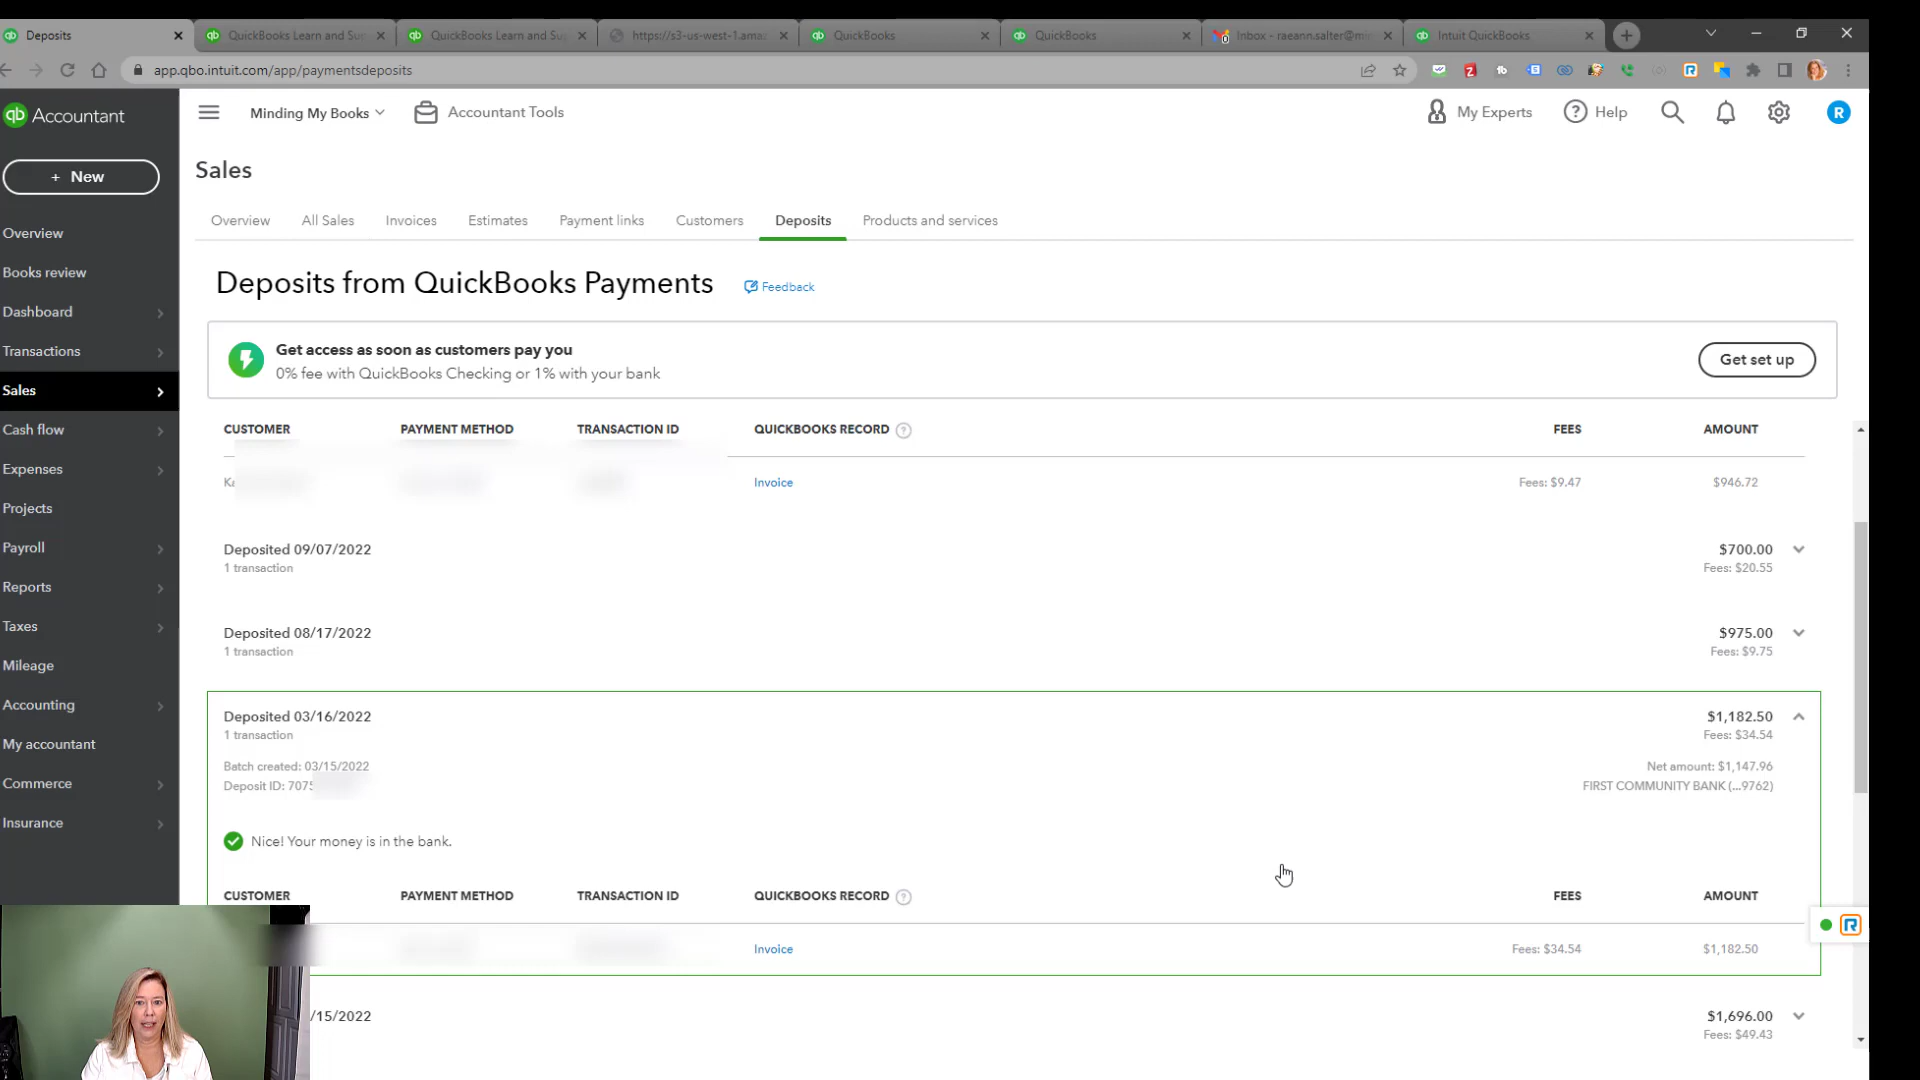 Deposits
QuickBooks Learn and Su
QuickBooks Learn and Su
https://s3-us-west-1.ama
QuickBooks
QuickBooks
Inbox - raeann.salter@mi
Intuit QuickBooks
app.qbo.intuit.com/app/paymentsdeposits
qb Accountant
Minding My Books
Accountant Tools
My Experts
Help
R
+ New
Overview
Books review
Dashboard
Transactions
Sales
Cash flow
Expenses
Projects
Payroll
Reports
Taxes
Mileage
Accounting
My accountant
Commerce
Insurance
Sales
Overview All Sales Invoices Estimates Payment links Customers Deposits Products and services
Deposits from QuickBooks Payments
Feedback
Get access as soon as customers pay you
0% fee with QuickBooks Checking or 1% with your bank
Get set up
CUSTOMER PAYMENT METHOD TRANSACTION ID QUICKBOOKS RECORD ? FEES AMOUNT
Invoice Fees: $9.47 $946.72
Deposited 09/07/2022 $700.00
1 transaction Fees: $20.55
Deposited 08/17/2022 $975.00
1 transaction Fees: $9.75
Deposited 03/16/2022 $1,182.50
1 transaction Fees: $34.54
Batch created: 03/15/2022 Net amount: $1,147.96
Deposit ID: 7075 FIRST COMMUNITY BANK (...9762)
Nice! Your money is in the bank.
CUSTOMER PAYMENT METHOD TRANSACTION ID QUICKBOOKS RECORD ? FEES AMOUNT
Invoice Fees: $34.54 $1,182.50
/15/2022 $1,696.00
Fees: $49.43